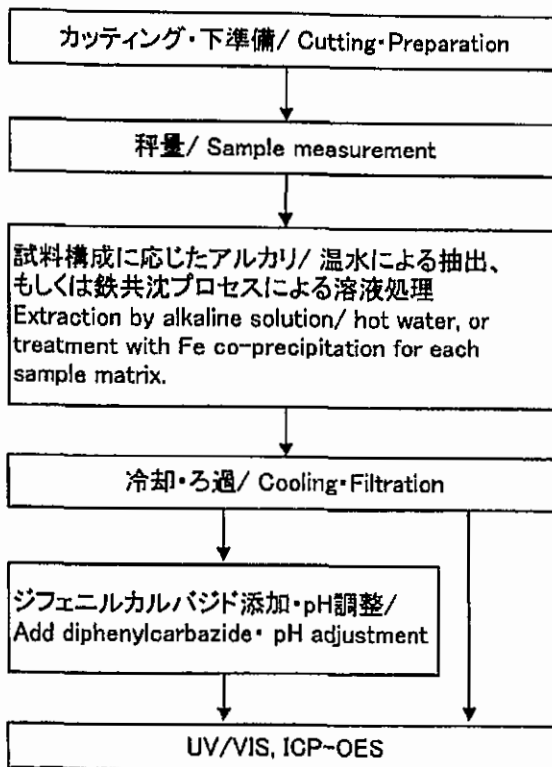 カッティング・下準備/ Cutting・Preparation
秤量/ Sample measurement
試料構成に応じたアルカリ/ 温水による抽出、
もしくは鉄共沈プロセスによる溶液処理
Extraction by alkaline solution/ hot water, or
treatment with Fe co-precipitation for each
sample matrix.
冷却・ろ過/ Cooling・Filtration
ジフェニルカルバジド添加・pH調整/
Add diphenylcarbazide・ pH adjustment
UV/VIS, ICP-OES